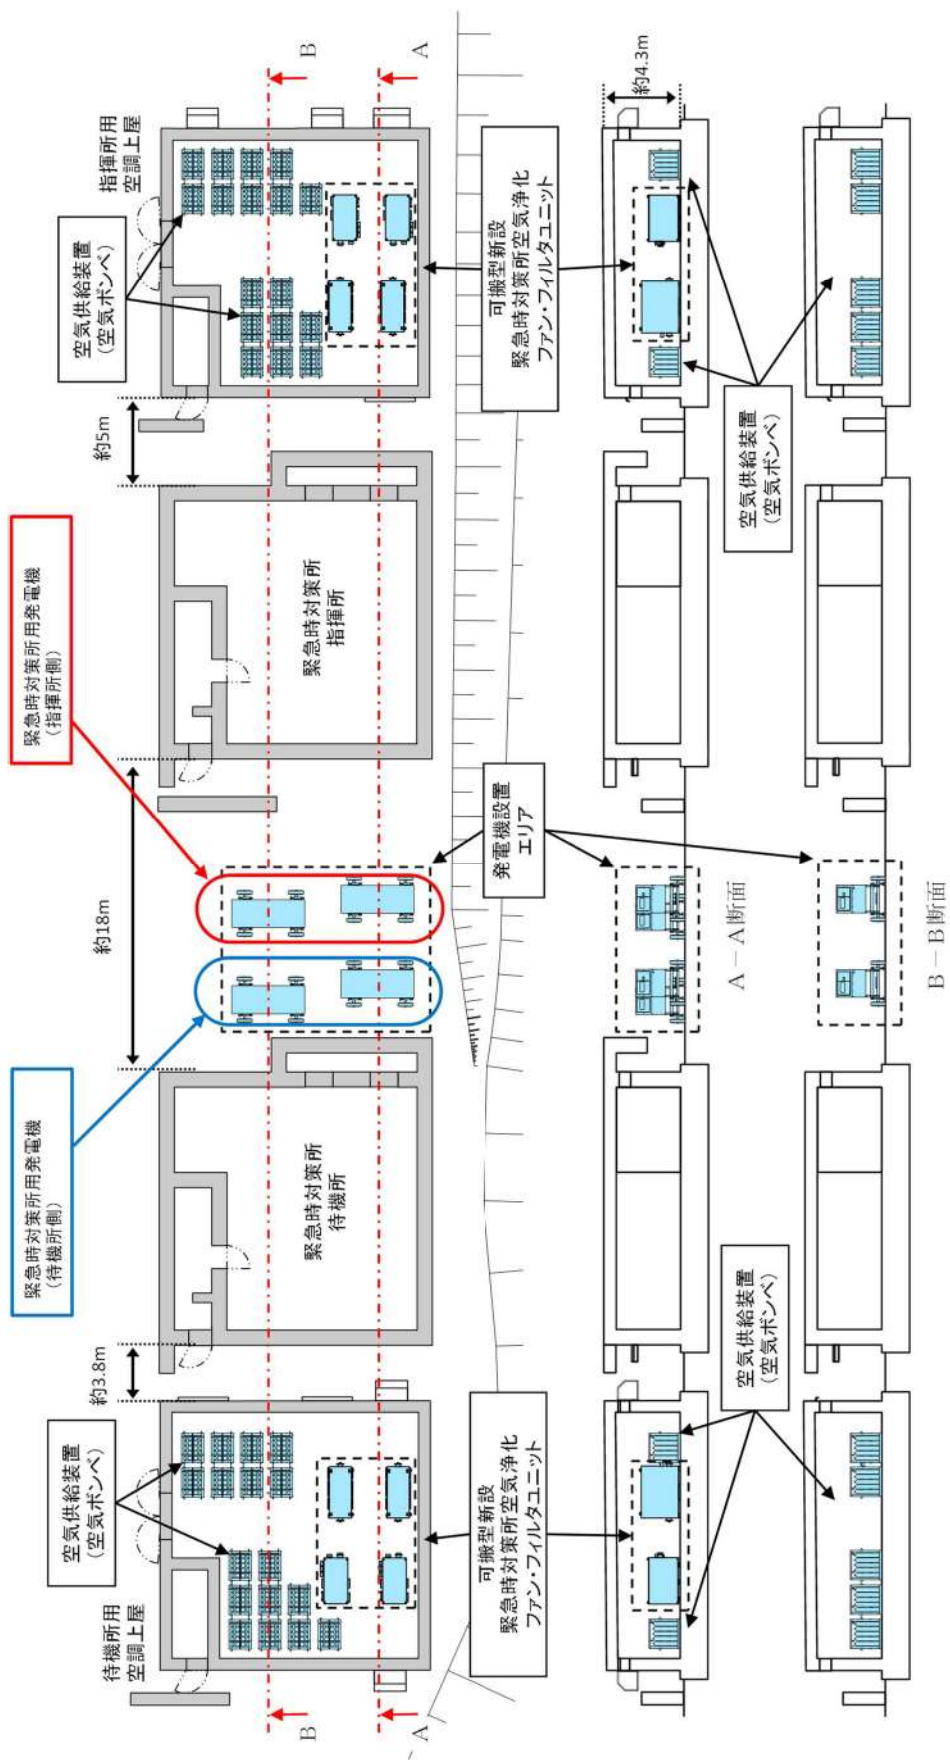 緊急時対策所用発電機
(待機所側)
緊急時対策所用発電機
(指揮所側)
約3.8m
約18m
約5m
待機所用
空調上屋
空気供給装置
(空気ボンベ)
空気供給装置
(空気ボンベ)
指揮所用
空調上屋
B
B
A
A
緊急時対策所
待機所
緊急時対策所
指揮所
可搬型新設
緊急時対策所空気浄化
ファン・フィルタユニット
発電機設置
エリア
可搬型新設
緊急時対策所空気浄化
ファン・フィルタユニット
約4.3m
空気供給装置
(空気ボンベ)
A－A断面
空気供給装置
(空気ボンベ)
B－B断面